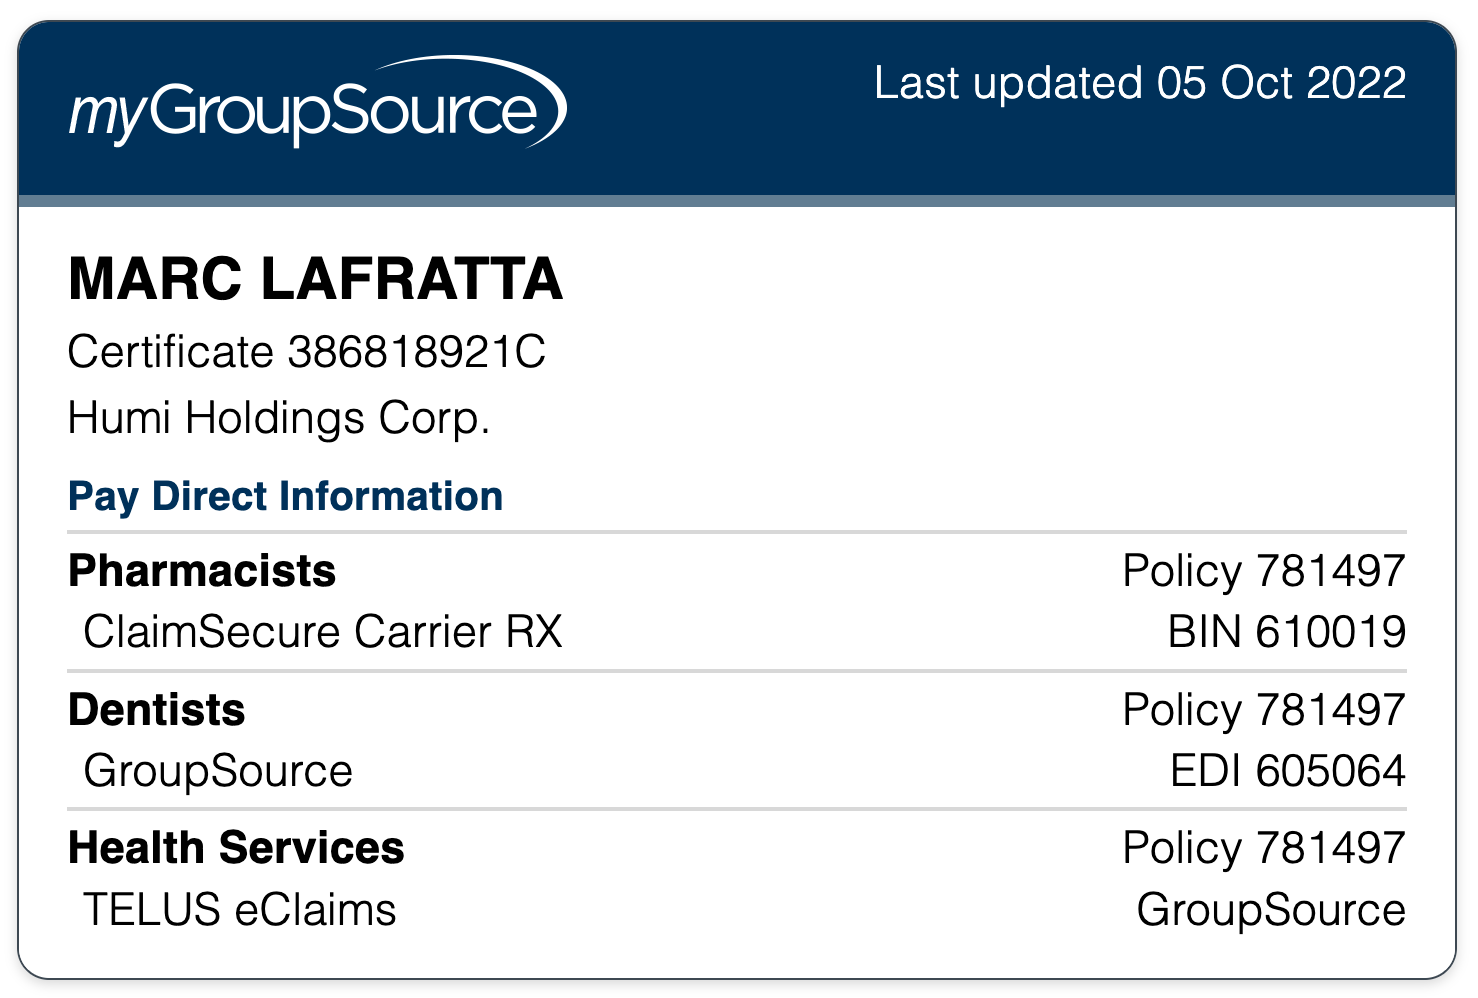 myGroupSource
Last updated 05 Oct 2022
MARC LAFRATTA
Certificate 386818921C
Humi Holdings Corp.
Pay Direct Information
Pharmacists Policy 781497
ClaimSecure Carrier RX BIN 610019
Dentists Policy 781497
GroupSource EDI 605064
Health Services Policy 781497
TELUS eClaims GroupSource